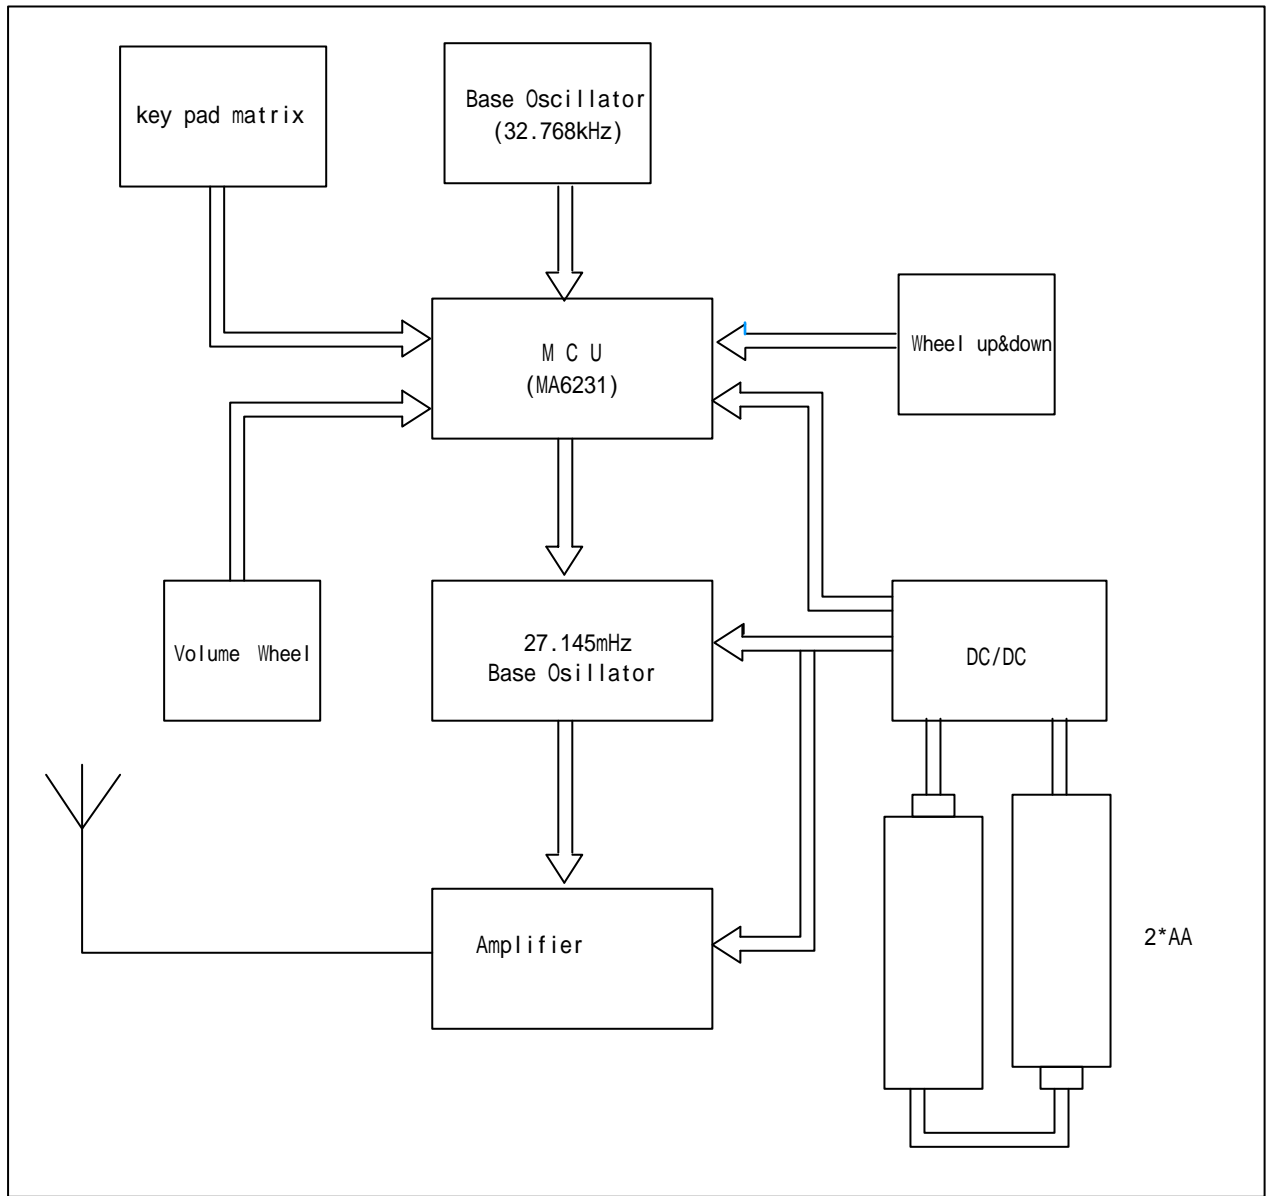 key pad matrix
Base Oscillator
(32.768kHz)
M C U
(MA6231)
Wheel up&down
Volume Wheel
27.145mHz
Base Osillator
DC/DC
Amplifier
2*AA